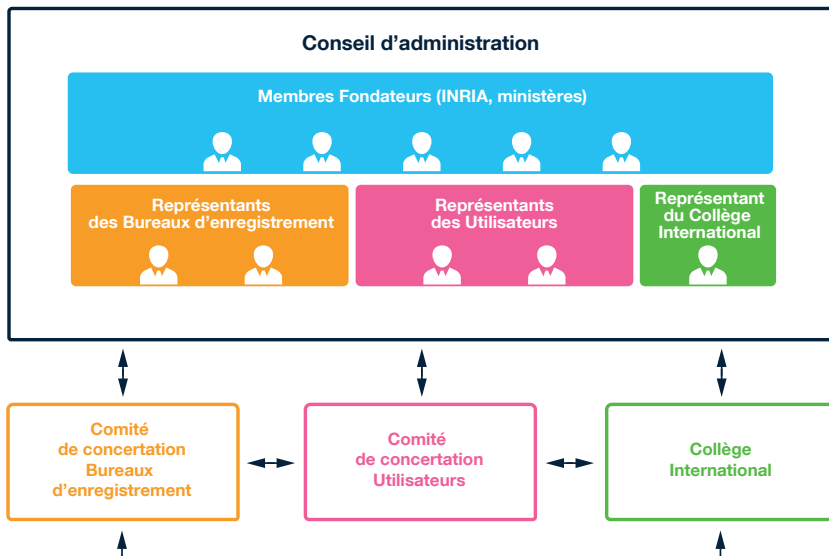 Conseil d'administration
Membres Fondateurs (INRIA, ministères)
Représentants
des Bureaux d'enregistrement
Représentants
des Utilisateurs
Représentant
du Collège
International
Comité
de concertation
Bureaux
d'enregistrement
Comité
de concertation
Utilisateurs
Collège
International